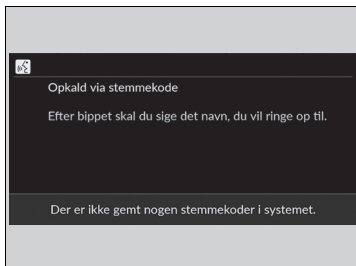 Opkald via stemmekode
Efter bippet skal du sige det navn, du vil ringe op til.
Der er ikke gemt nogen stemmekoder i systemet.